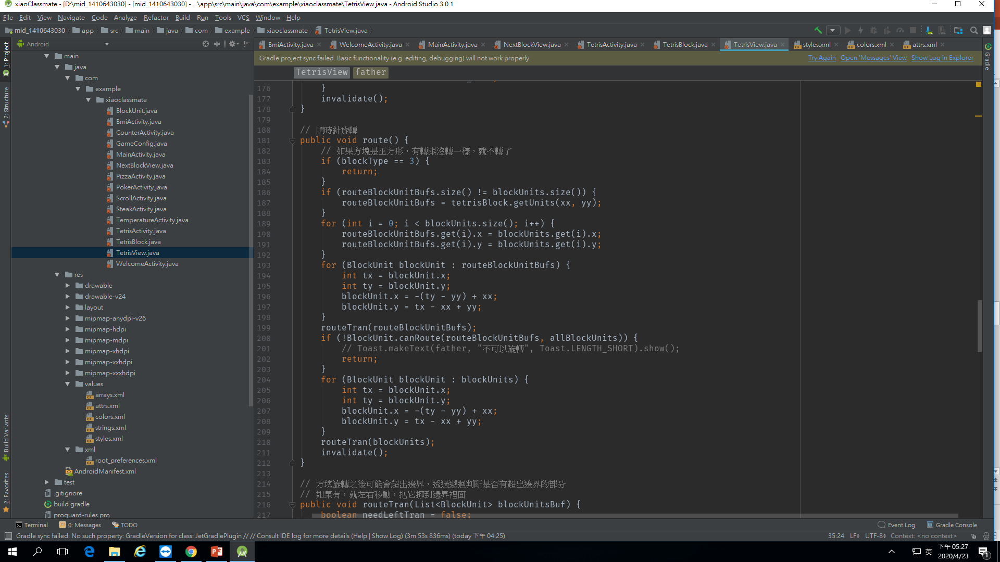 xiaoClassmate - [D:\mid_1410643030] - [mid_1410643030] - ...\app\src\main\java\com\example\xiaoclassmate\TetrisView.java - Android Studio 3.0.1
File Edit View Navigate Code Analyze Refactor Build Run Tools VCS Window Help
mid_1410643030 app src main java com example xiaoclassmate TetrisView.java
Android
BmiActivity.java WelcomeActivity.java MainActivity.java NextBlockView.java TetrisActivity.java TetrisBlock.java TetrisView.java styles.xml colors.xml attrs.xml
Gradle project sync failed. Basic functionality (e.g. editing, debugging) will not work properly.
Try Again Open 'Messages' View Show Log in Explorer
TetrisView father
1: Project
7: Structure
Build Variants
2: Favorites
Gradle
main
java
com
example
xiaoclassmate
BlockUnit.java
BmiActivity.java
CounterActivity.java
GameConfig.java
MainActivity.java
NextBlockView.java
PizzaActivity.java
PokerActivity.java
ScrollActivity.java
SteakActivity.java
TemperatureActivity.java
TetrisActivity.java
TetrisBlock.java
TetrisView.java
WelcomeActivity.java
res
drawable
drawable-v24
layout
mipmap-anydpi-v26
mipmap-hdpi
mipmap-mdpi
mipmap-xhdpi
mipmap-xxhdpi
mipmap-xxxhdpi
values
arrays.xml
attrs.xml
colors.xml
strings.xml
styles.xml
xml
root_preferences.xml
AndroidManifest.xml
test
.gitignore
build.gradle
proguard-rules.pro
176 }
177 invalidate();
178 }
179
180 // 順時針旋轉
181 public void route() {
182 // 如果方塊是正方形，有轉跟沒轉一樣，就不轉了
183 if (blockType == 3) {
184 return;
185 }
186 if (routeBlockUnitBufs.size() != blockUnits.size()) {
187 routeBlockUnitBufs = tetrisBlock.getUnits(xx, yy);
188 }
189 for (int i = 0; i < blockUnits.size(); i++) {
190 routeBlockUnitBufs.get(i).x = blockUnits.get(i).x;
191 routeBlockUnitBufs.get(i).y = blockUnits.get(i).y;
192 }
193 for (BlockUnit blockUnit : routeBlockUnitBufs) {
194 int tx = blockUnit.x;
195 int ty = blockUnit.y;
196 blockUnit.x = -(ty - yy) + xx;
197 blockUnit.y = tx - xx + yy;
198 }
199 routeTran(routeBlockUnitBufs);
200 if (!BlockUnit.canRoute(routeBlockUnitBufs, allBlockUnits)) {
201 // Toast.makeText(father, "不可以旋轉", Toast.LENGTH_SHORT).show();
202 return;
203 }
204 for (BlockUnit blockUnit : blockUnits) {
205 int tx = blockUnit.x;
206 int ty = blockUnit.y;
207 blockUnit.x = -(ty - yy) + xx;
208 blockUnit.y = tx - xx + yy;
209 }
210 routeTran(blockUnits);
211 invalidate();
212 }
213
214 // 方塊旋轉之後可能會超出邊界，透過遞迴判斷是否有超出邊界的部分
215 // 如果有，就左右移動，把它挪到邊界裡面
216 public void routeTran(List<BlockUnit> blockUnitsBuf) {
217 boolean needLeftTran = false;
Terminal 0: Messages TODO Event Log Gradle Console
Gradle sync failed: No such property: GradleVersion for class: JetGradlePlugin // // Consult IDE log for more details (Help | Show Log) (3m 53s 836ms) (today 下午 04:25)
35:24 LF UTF-8 Context: <no context>
英
下午 05:27
2020/4/23
1